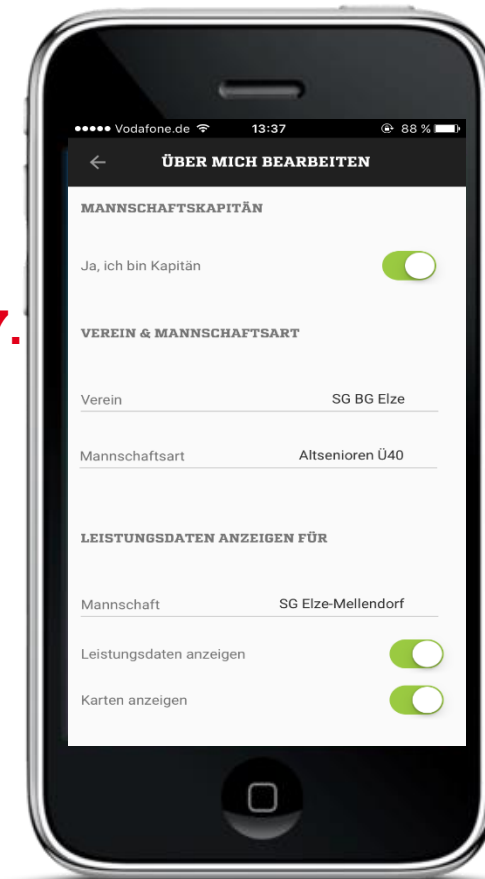 Vodafone.de 13:37 88 %
ÜBER MICH BEARBEITEN
MANNSCHAFTSKAPITÄN
Ja, ich bin Kapitän
7.
VEREIN & MANNSCHAFTSART
Verein SG BG Elze
Mannschaftsart Altsenioren Ü40
LEISTUNGSDATEN ANZEIGEN FÜR
Mannschaft SG Elze-Mellendorf
Leistungsdaten anzeigen
Karten anzeigen